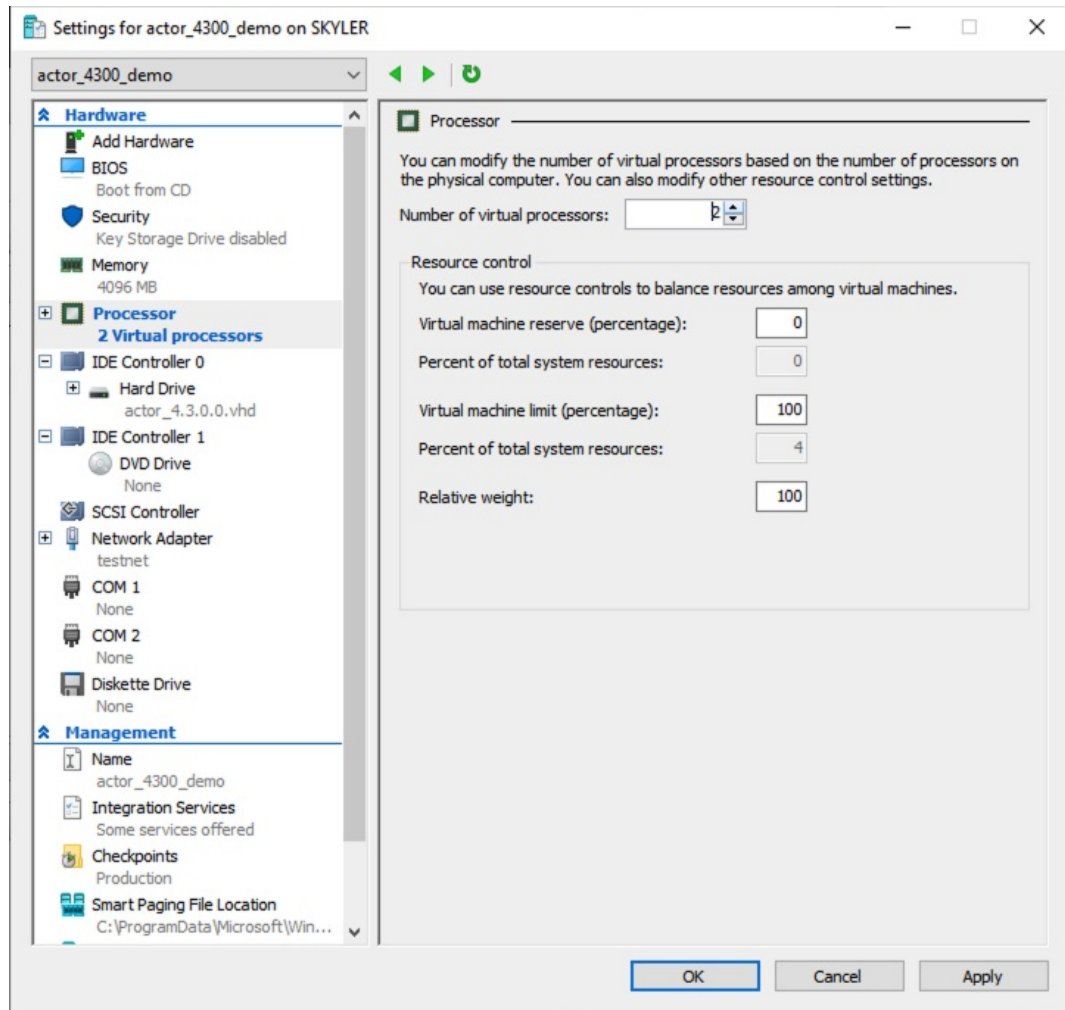 Settings for actor_4300_demo on SKYLER
actor_4300_demo
Hardware
Add Hardware
BIOS
Boot from CD
Security
Key Storage Drive disabled
Memory
4096 MB
Processor
2 Virtual processors
IDE Controller 0
Hard Drive
actor_4.3.0.0.vhd
IDE Controller 1
DVD Drive
None
SCSI Controller
Network Adapter
testnet
COM 1
None
COM 2
None
Diskette Drive
None
Management
Name
actor_4300_demo
Integration Services
Some services offered
Checkpoints
Production
Smart Paging File Location
C:\ProgramData\Microsoft\Win...
Processor
You can modify the number of virtual processors based on the number of processors on
the physical computer. You can also modify other resource control settings.
Number of virtual processors: 2
Resource control
You can use resource controls to balance resources among virtual machines.
Virtual machine reserve (percentage): 0
Percent of total system resources: 0
Virtual machine limit (percentage): 100
Percent of total system resources: 4
Relative weight: 100
OK Cancel Apply